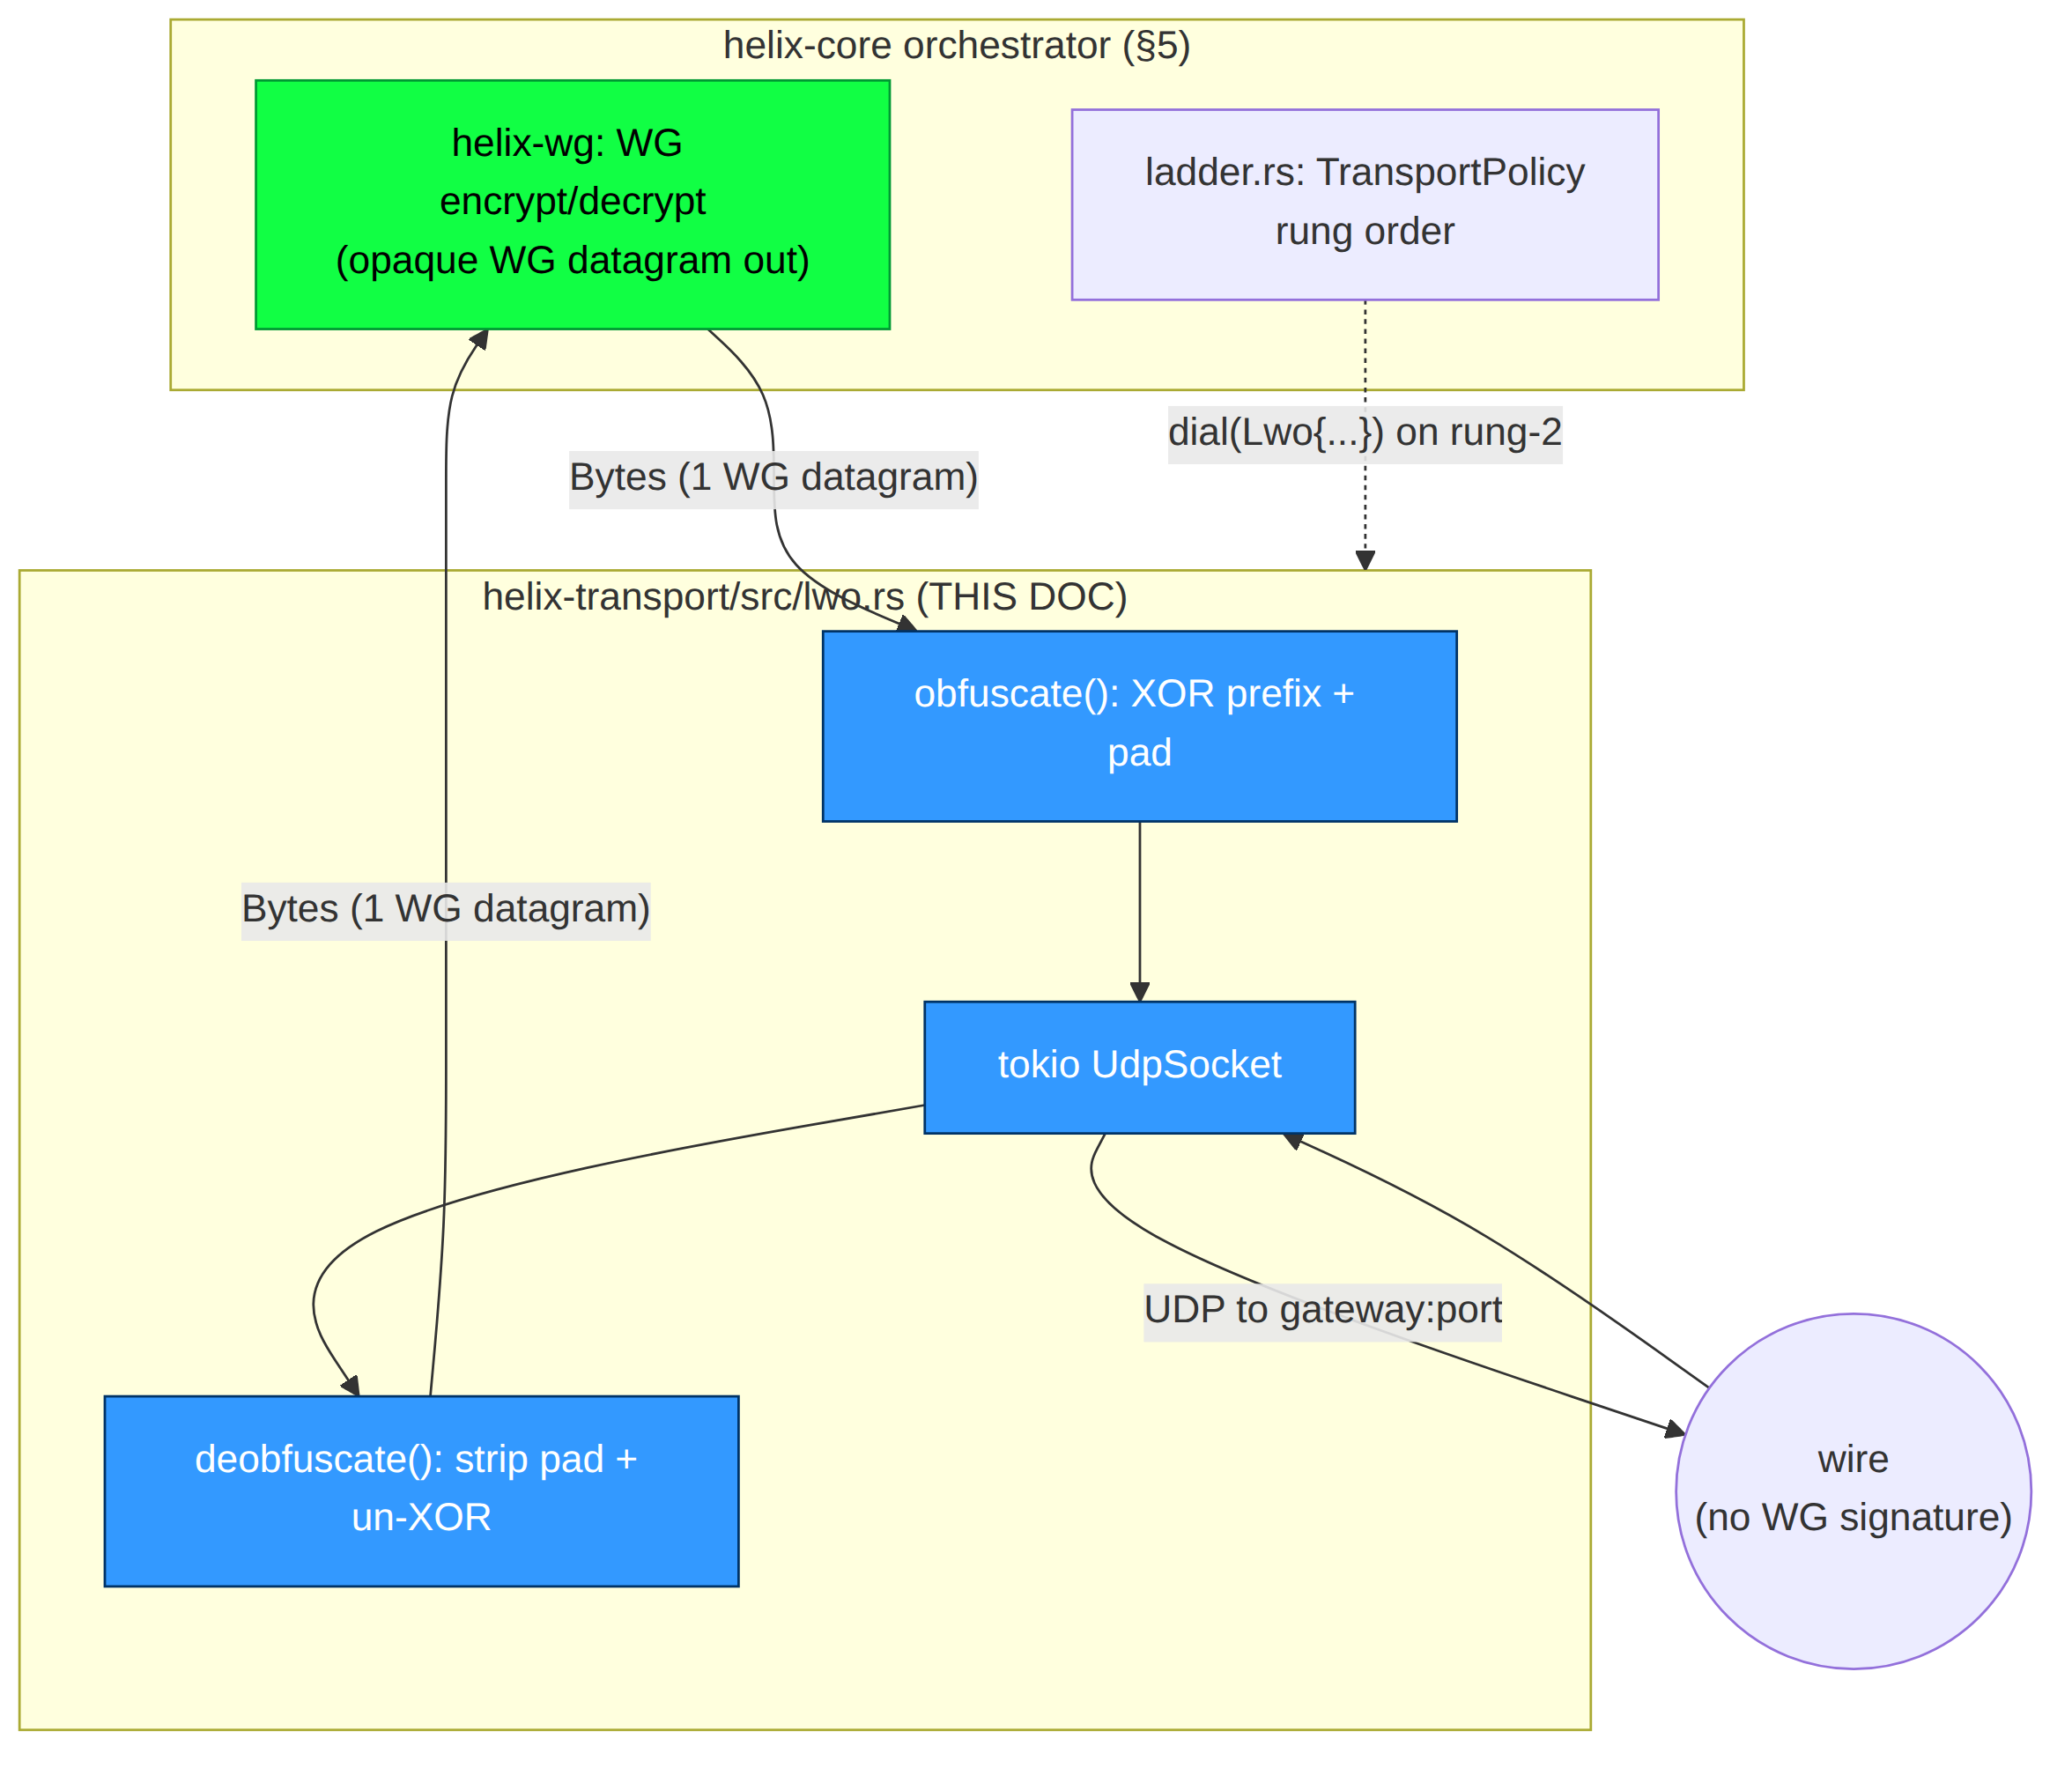 helix-core orchestrator (§5)
helix-wg: WG
encrypt/decrypt
(opaque WG datagram out)
ladder.rs: TransportPolicy
rung order
dial(Lwo{...}) on rung-2
Bytes (1 WG datagram)
helix-transport/src/lwo.rs (THIS DOC)
obfuscate(): XOR prefix +
pad
Bytes (1 WG datagram)
tokio UdpSocket
UDP to gateway:port
deobfuscate(): strip pad +
un-XOR
wire
(no WG signature)